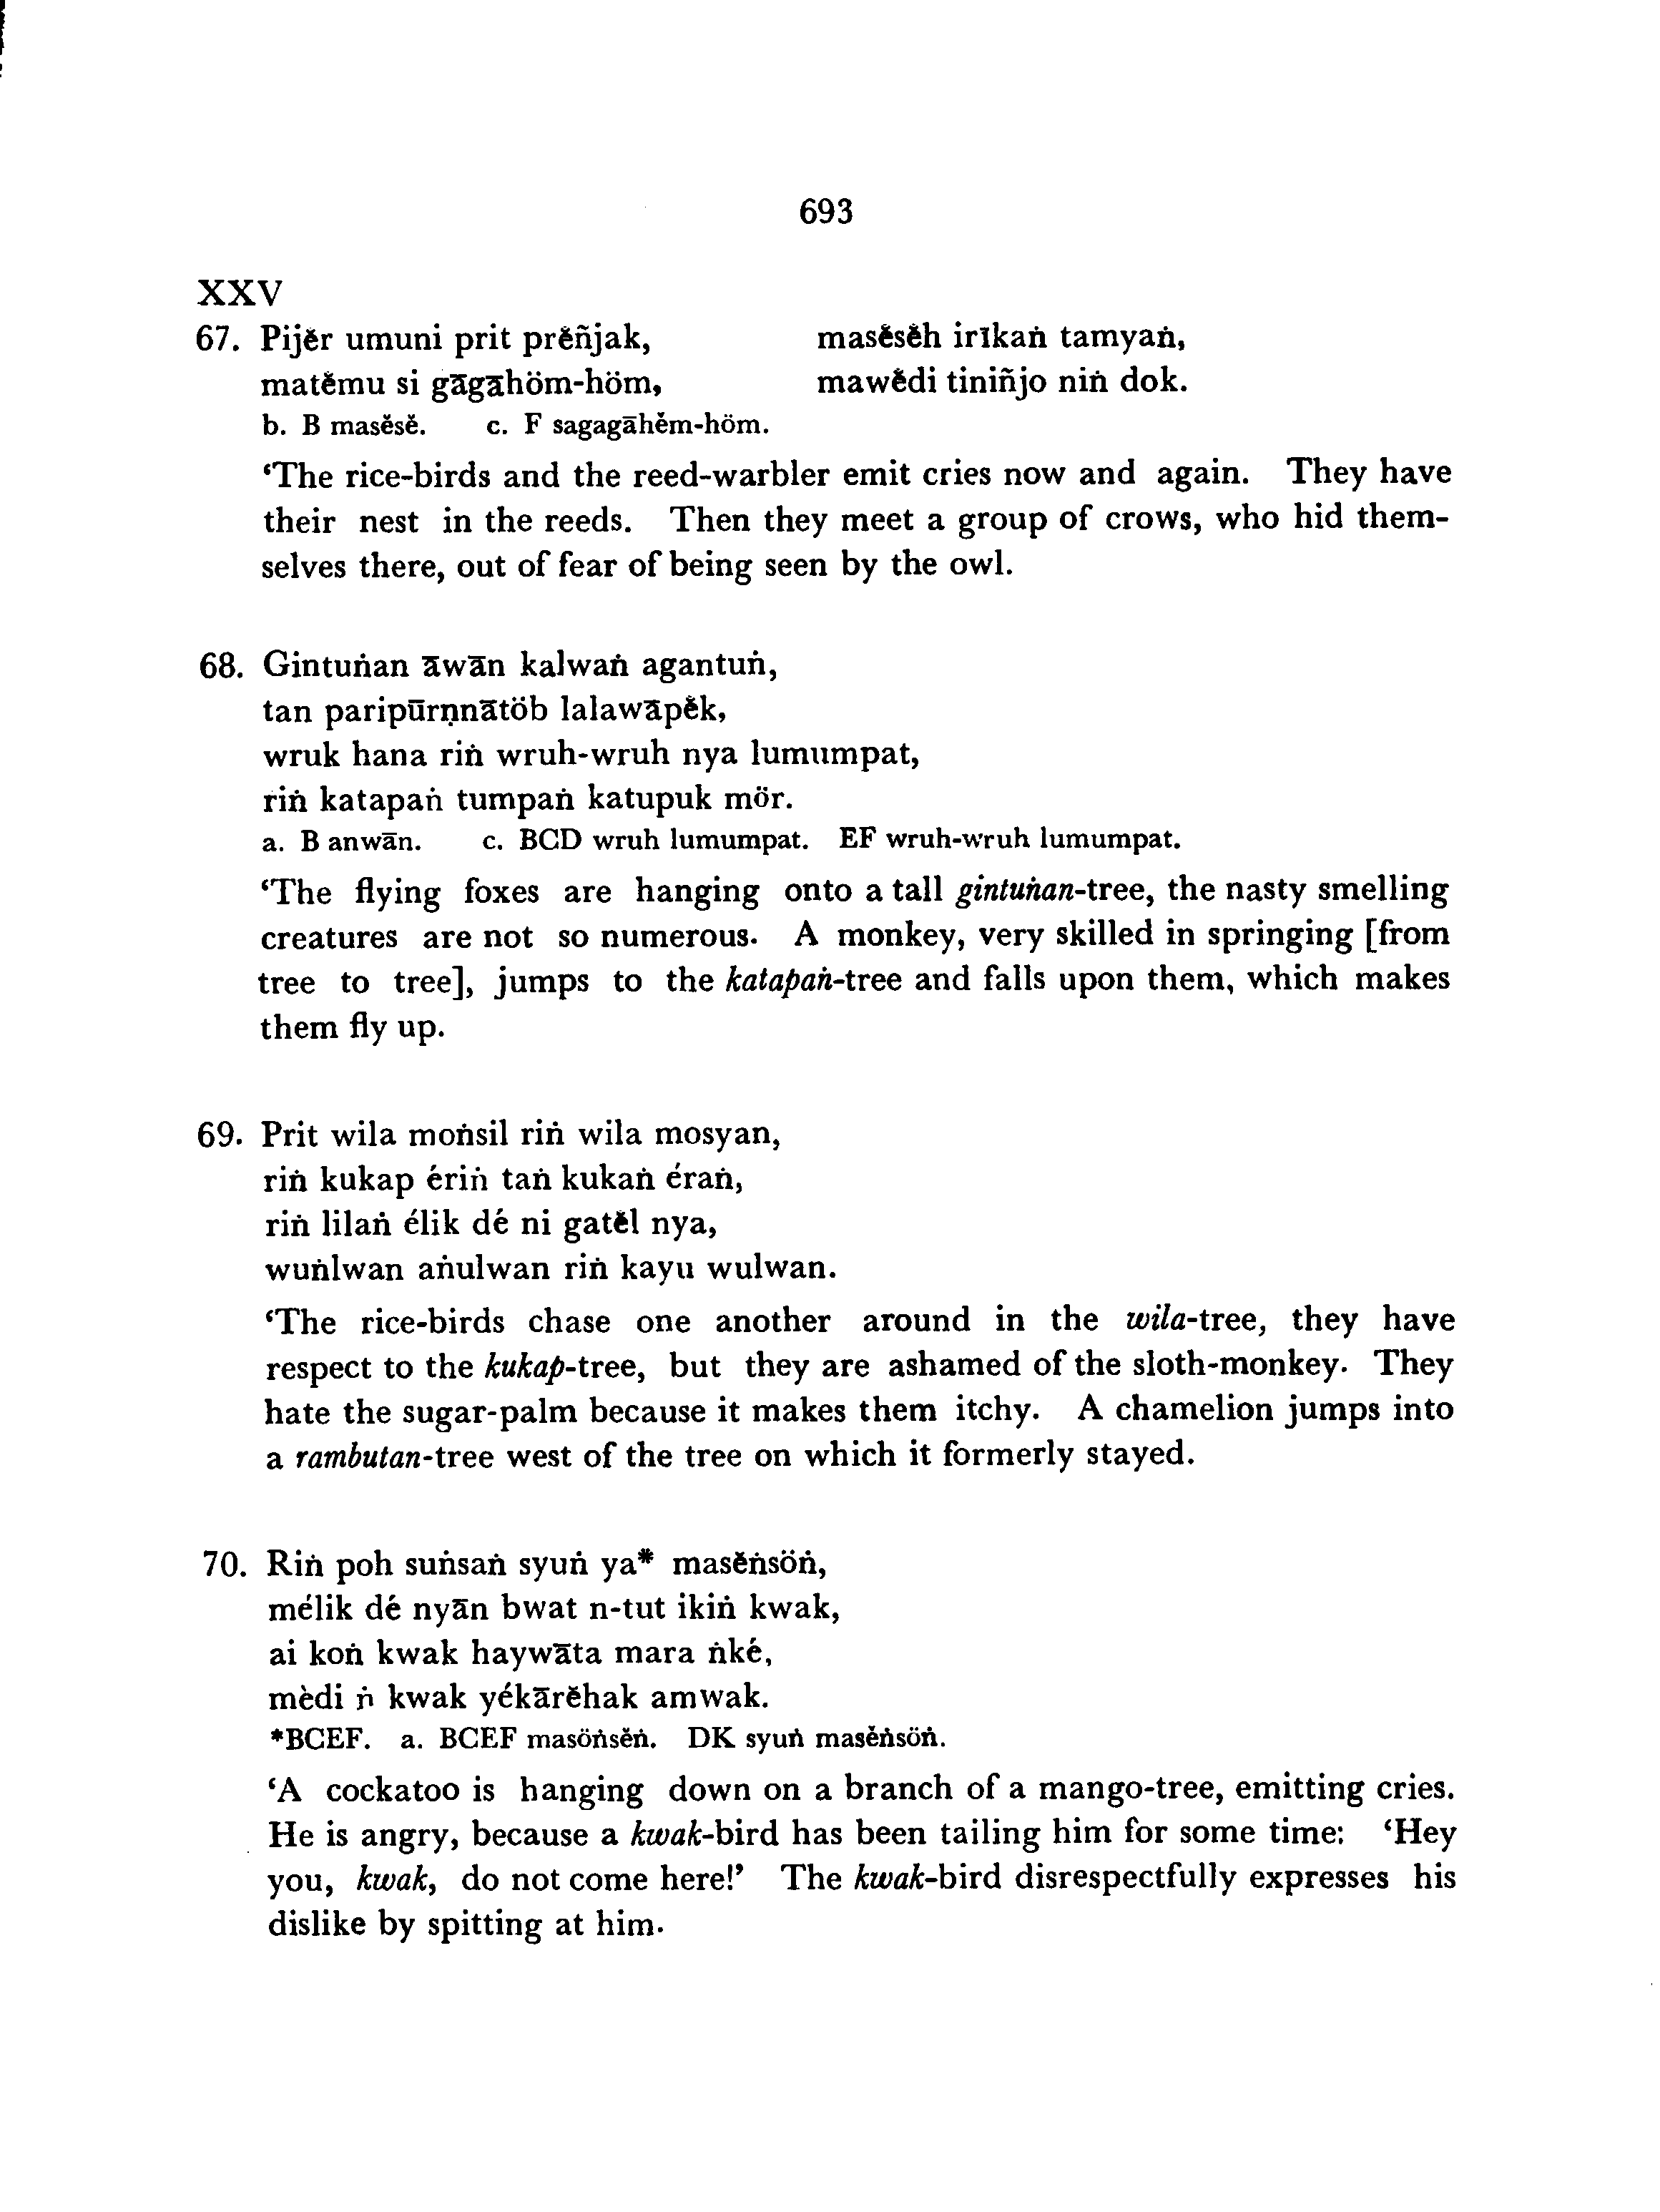 693
XXV
67. Pijĕr umuni prit prĕñjak, masĕsĕh irīkaṅ tamyaṅ,
matĕmu si gāgāhöm-höm, mawĕdi tiniñjo niṅ dok.
b. B masĕsĕ. c. F sagagāhĕm-höm.
‘The rice-birds and the reed-warbler emit cries now and again. They have
their nest in the reeds. Then they meet a group of crows, who hid them-
selves there, out of fear of being seen by the owl.
68. Gintuṅan āwān kalwaṅ agantuṅ,
tan paripūrṇnātöb lalawāpĕk,
wruk hana riṅ wruh-wruh nya lumumpat,
riṅ katapaṅ tumpaṅ katupuk mör.
a. B anwān. c. BCD wruh lumumpat. EF wruh-wruh lumumpat.
‘The flying foxes are hanging onto a tall gintuṅan-tree, the nasty smelling
creatures are not so numerous. A monkey, very skilled in springing [from
tree to tree], jumps to the katapaṅ-tree and falls upon them, which makes
them fly up.
69. Prit wila moṅsil riṅ wila mosyan,
riṅ kukap ériṅ taṅ kukaṅ éraṅ,
riṅ lilaṅ élik dé ni gatĕl nya,
wuṅlwan aṅulwan riṅ kayu wulwan.
‘The rice-birds chase one another around in the wila-tree, they have
respect to the kukap-tree, but they are ashamed of the sloth-monkey. They
hate the sugar-palm because it makes them itchy. A chamelion jumps into
a rambutan-tree west of the tree on which it formerly stayed.
70. Riṅ poh suṅsaṅ syuṅ ya* masĕṅsöṅ,
mélik dé nyān bwat n-tut ikiṅ kwak,
ai koṅ kwak haywāta mara ṅké,
mèdi ṅ kwak yékārĕhak amwak.
*BCEF. a. BCEF masöṅsĕṅ. DK syuṅ masĕṅsöṅ.
‘A cockatoo is hanging down on a branch of a mango-tree, emitting cries.
He is angry, because a kwak-bird has been tailing him for some time: ‘Hey
you, kwak, do not come here!’ The kwak-bird disrespectfully expresses his
dislike by spitting at him.